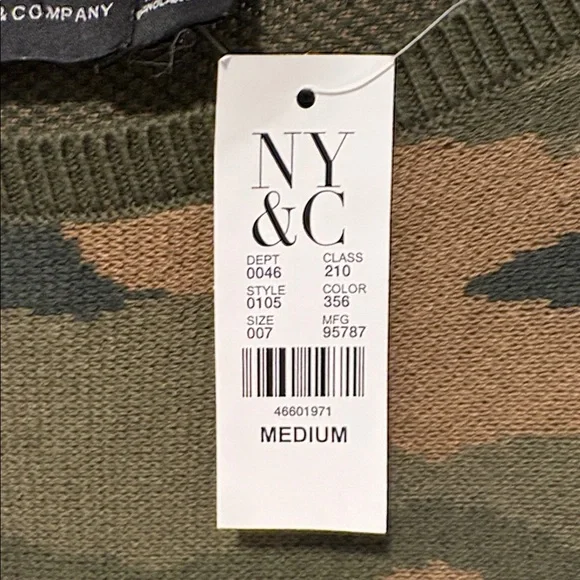 & COMPANY
NY
&C
DEPT CLASS
0046 210
STYLE COLOR
0105 356
SIZE MFG
007 95787
46601971
MEDIUM